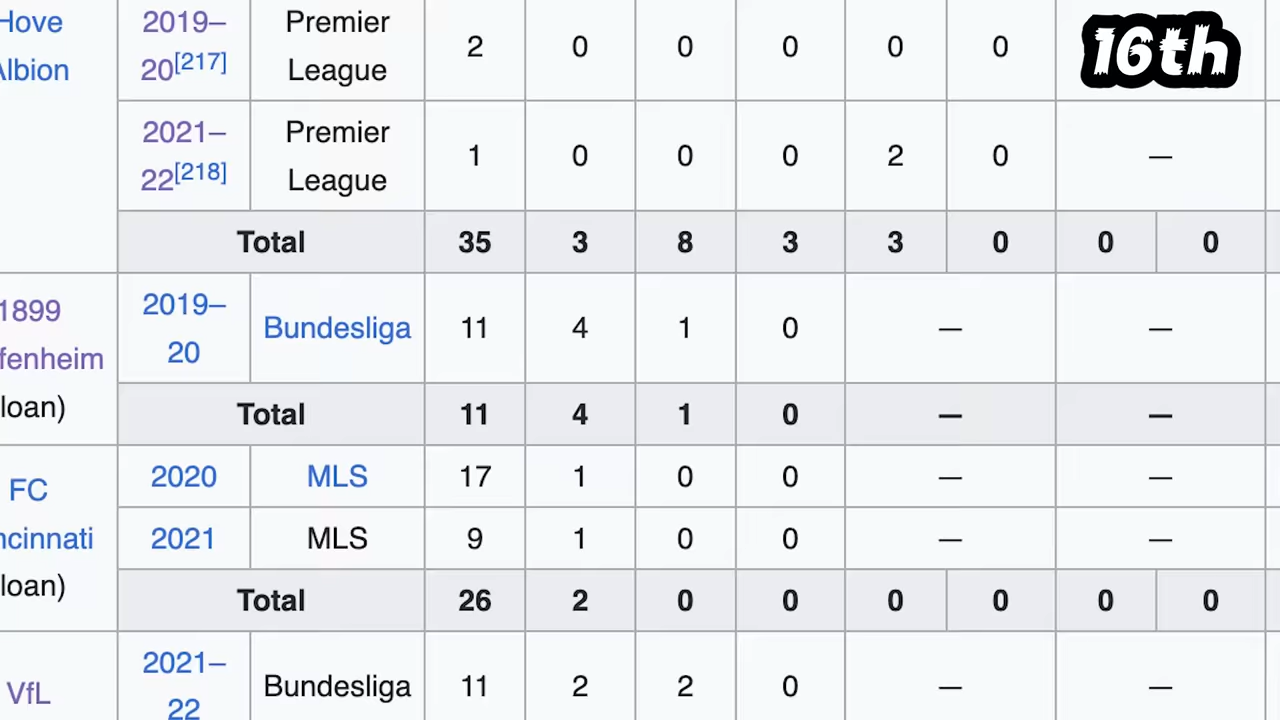 Hove Albion
2019–20[217] Premier League 2 0 0 0 0 0 16th
2021–22[218] Premier League 1 0 0 0 2 0 —
Total 35 3 8 3 3 0 0 0
1899 fenheim loan)
2019–20 Bundesliga 11 4 1 0 — —
Total 11 4 1 0 — —
FC ncinnati loan)
2020 MLS 17 1 0 0 — —
2021 MLS 9 1 0 0 — —
Total 26 2 0 0 0 0 0 0
VfL
2021–22 Bundesliga 11 2 2 0 — —